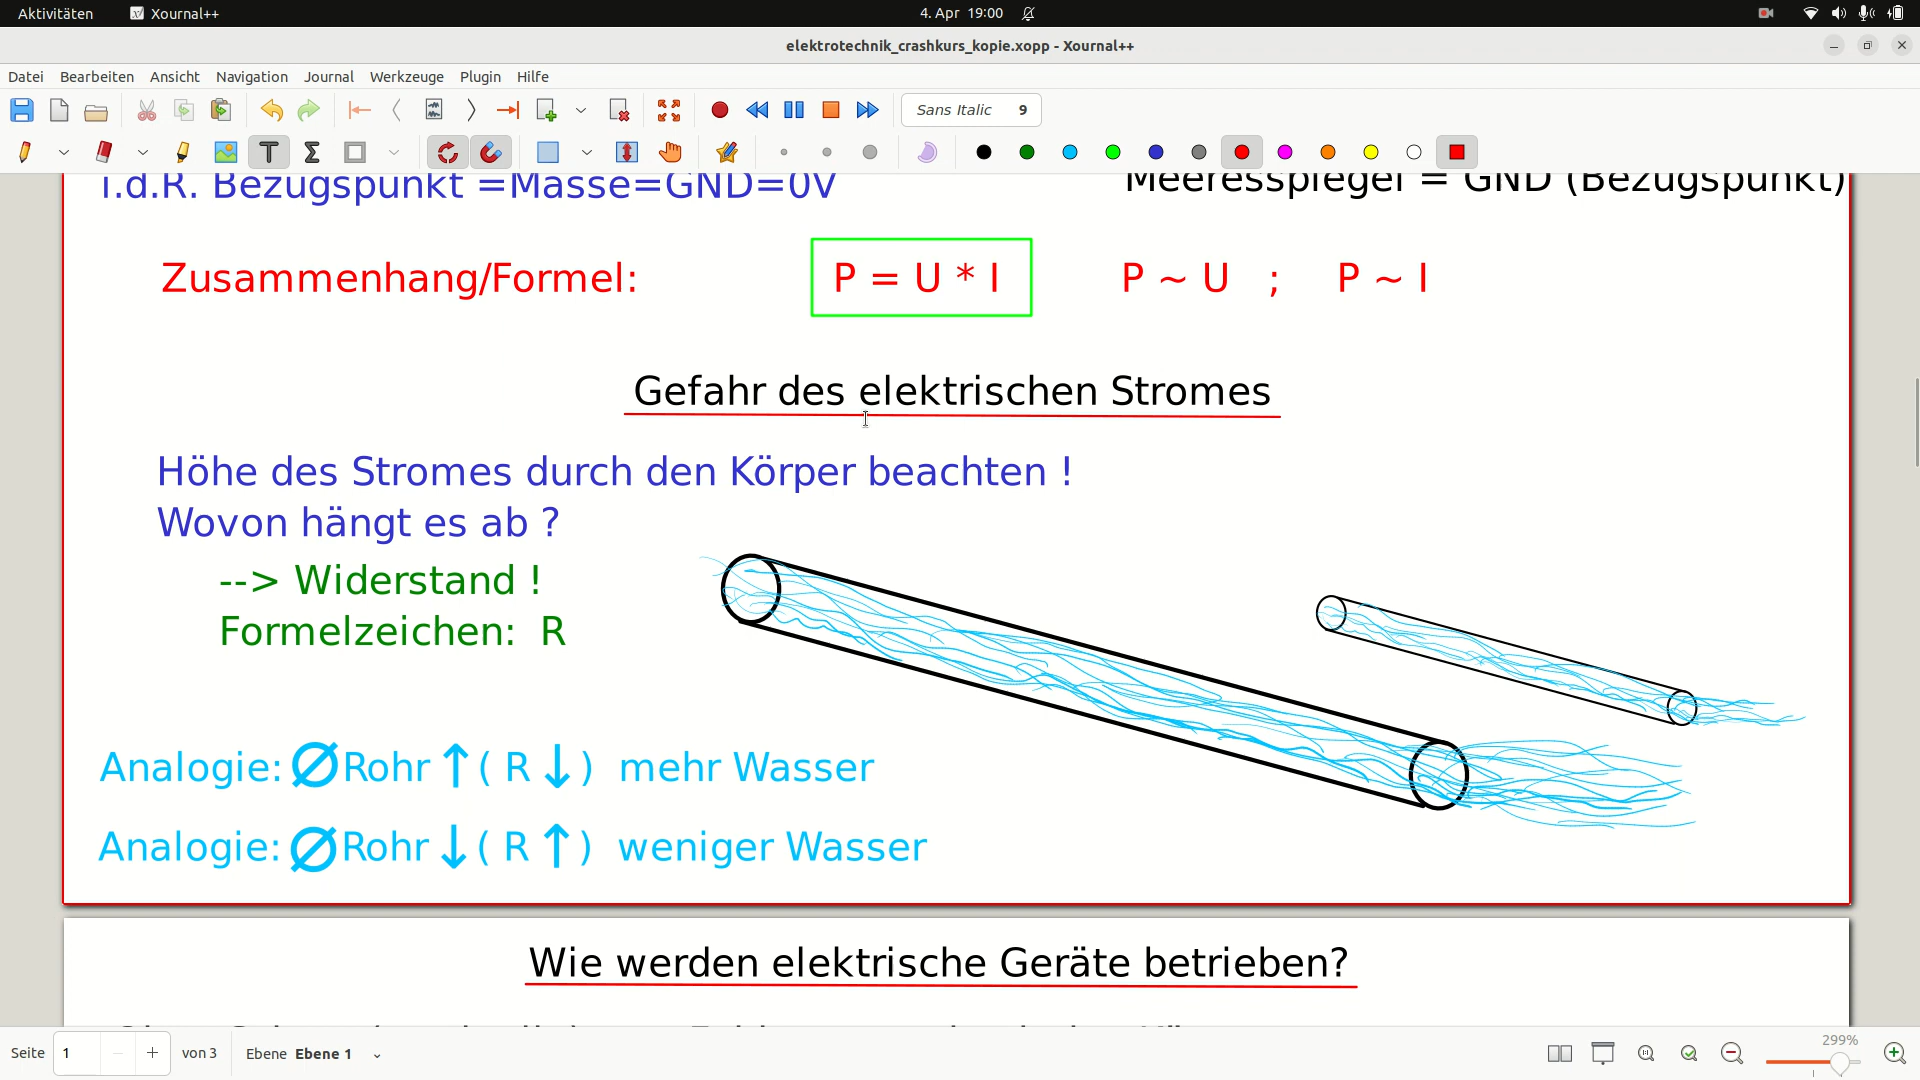 Aktivitäten Xournal++ 4. Apr 19:00
elektrotechnik_crashkurs_kopie.xopp - Xournal++
Datei Bearbeiten Ansicht Navigation Journal Werkzeuge Plugin Hilfe
Sans Italic 9
i.d.R. Bezugspunkt =Masse=GND=0V Meeresspiegel = GND (Bezugspunkt)
Zusammenhang/Formel: P = U * I P ~ U ; P ~ I
Gefahr des elektrischen Stromes
Höhe des Stromes durch den Körper beachten !
Wovon hängt es ab ?
--> Widerstand !
Formelzeichen: R
Analogie: ∅ Rohr ↑ ( R ↓ ) mehr Wasser
Analogie: ∅ Rohr ↓ ( R ↑ ) weniger Wasser
Wie werden elektrische Geräte betrieben?
299%
Seite 1 von 3 Ebene Ebene 1